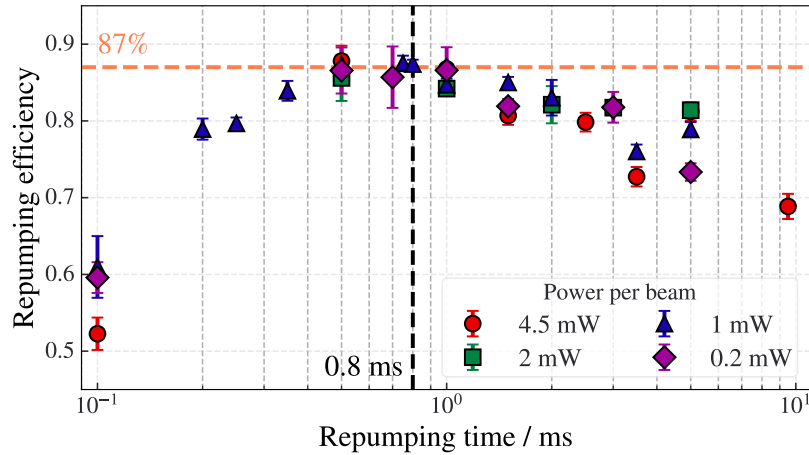 87%
0.9
0.8
0.7
0.6
0.5
Repumping efficiency
0.8 ms
Power per beam
4.5 mW
1 mW
2 mW
0.2 mW
10⁻¹
10⁰
10¹
Repumping time / ms